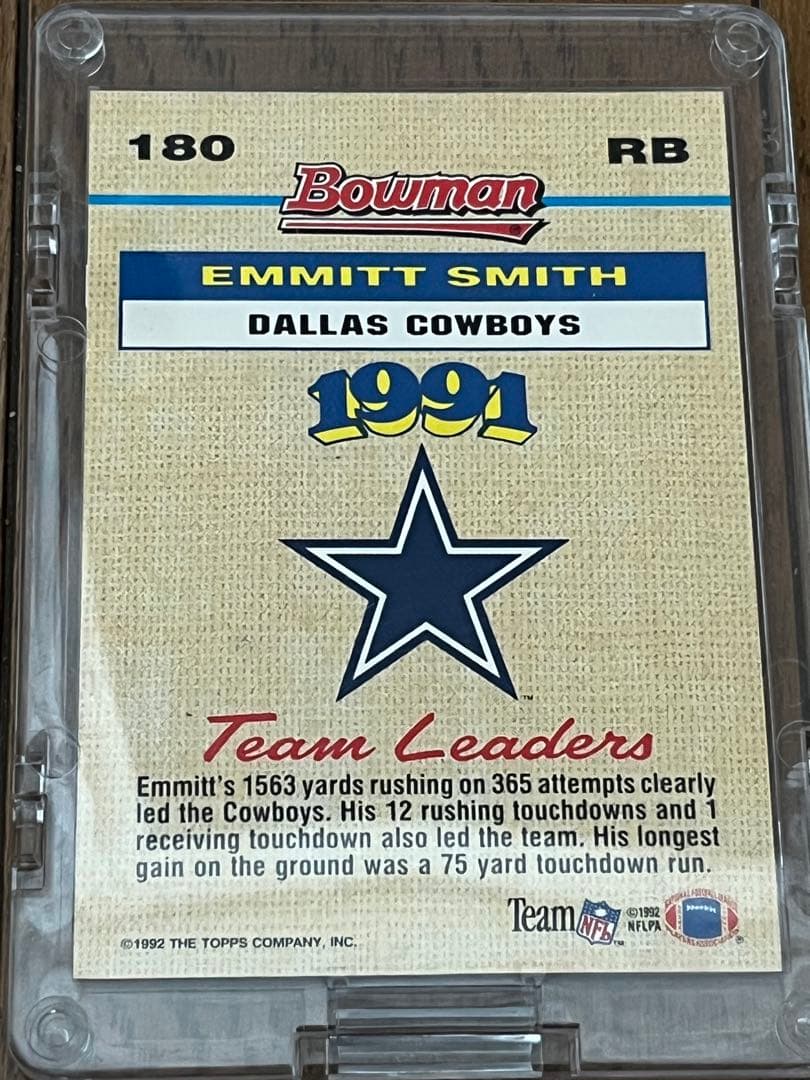 180 RB
Bowman
EMMITT SMITH
DALLAS COWBOYS
1991
TM
Team Leaders
Emmitt's 1563 yards rushing on 365 attempts clearly
led the Cowboys. His 12 rushing touchdowns and 1
receiving touchdown also led the team. His longest
gain on the ground was a 75 yard touchdown run.
Team NFL TM
©1992
NFLPA
©1992 THE TOPPS COMPANY, INC.